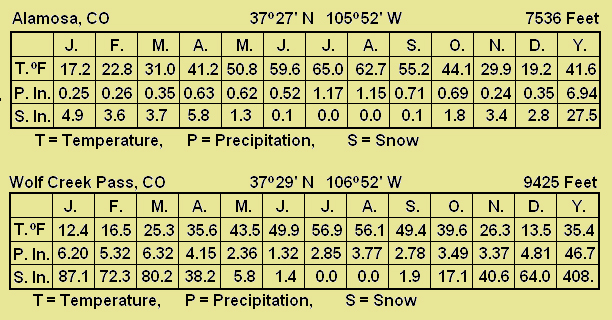 Alamosa, CO 37º27' N 105º52' W 7536 Feet
J. F. M. A. M. J. J. A. S. O. N. D. Y.
T. ºF 17.2 22.8 31.0 41.2 50.8 59.6 65.0 62.7 55.2 44.1 29.9 19.2 41.6
P. In. 0.25 0.26 0.35 0.63 0.62 0.52 1.17 1.15 0.71 0.69 0.24 0.35 6.94
S. In. 4.9 3.6 3.7 5.8 1.3 0.1 0.0 0.0 0.1 1.8 3.4 2.8 27.5
T = Temperature, P = Precipitation, S = Snow
Wolf Creek Pass, CO 37º29' N 106º52' W 9425 Feet
J. F. M. A. M. J. J. A. S. O. N. D. Y.
T. ºF 12.4 16.5 25.3 35.6 43.5 49.9 56.9 56.1 49.4 39.6 26.3 13.5 35.4
P. In. 6.20 5.32 6.32 4.15 2.36 1.32 2.85 3.77 2.78 3.49 3.37 4.81 46.7
S. In. 87.1 72.3 80.2 38.2 5.8 1.4 0.0 0.0 1.9 17.1 40.6 64.0 408.
T = Temperature, P = Precipitation, S = Snow